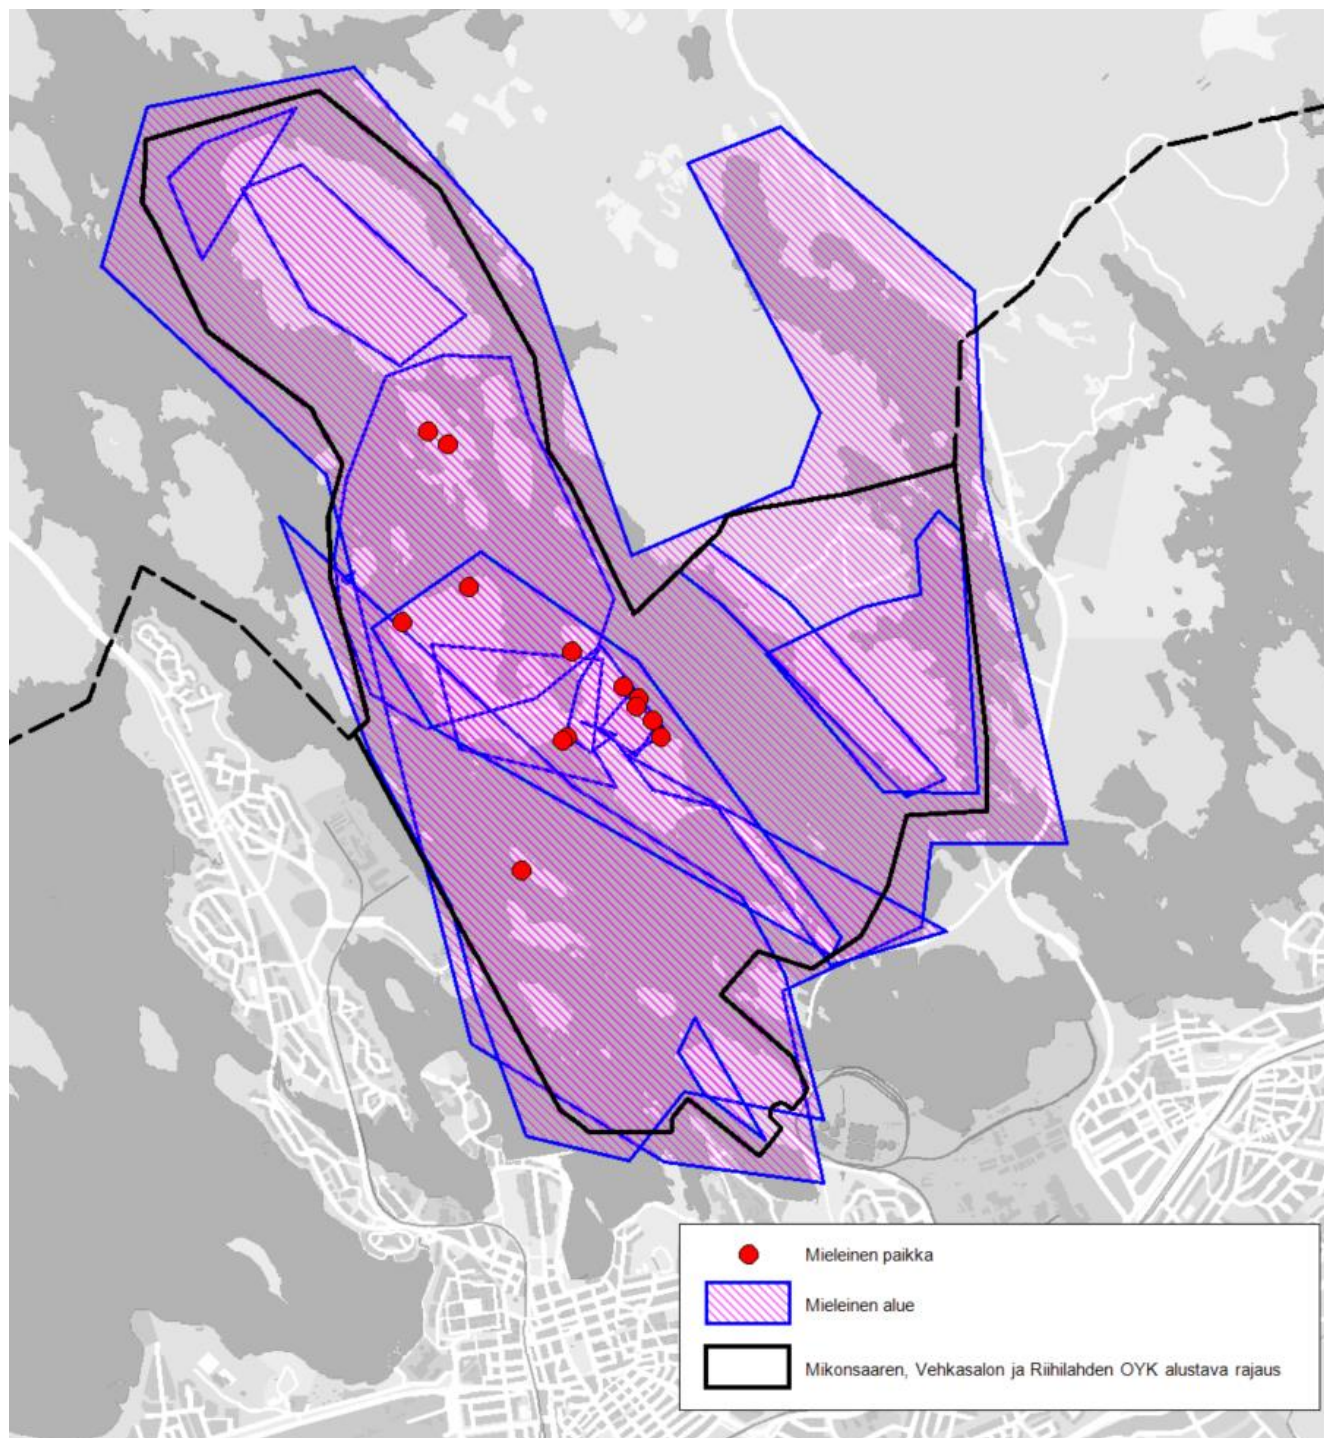 Mieleinen paikka
Mieleinen alue
Mikonsaaren, Vehkasalon ja Riihilahden OYK alustava rajaus